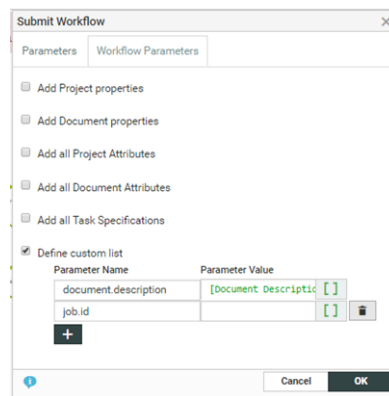 Submit Workflow
Parameters
Workflow Parameters
Add Project properties
Add Document properties
Add all Project Attributes
Add all Document Attributes
Add all Task Specifications
Define custom list
Parameter Name Parameter Value
document.description [Document Descriptio []
job.id []
+
Cancel OK